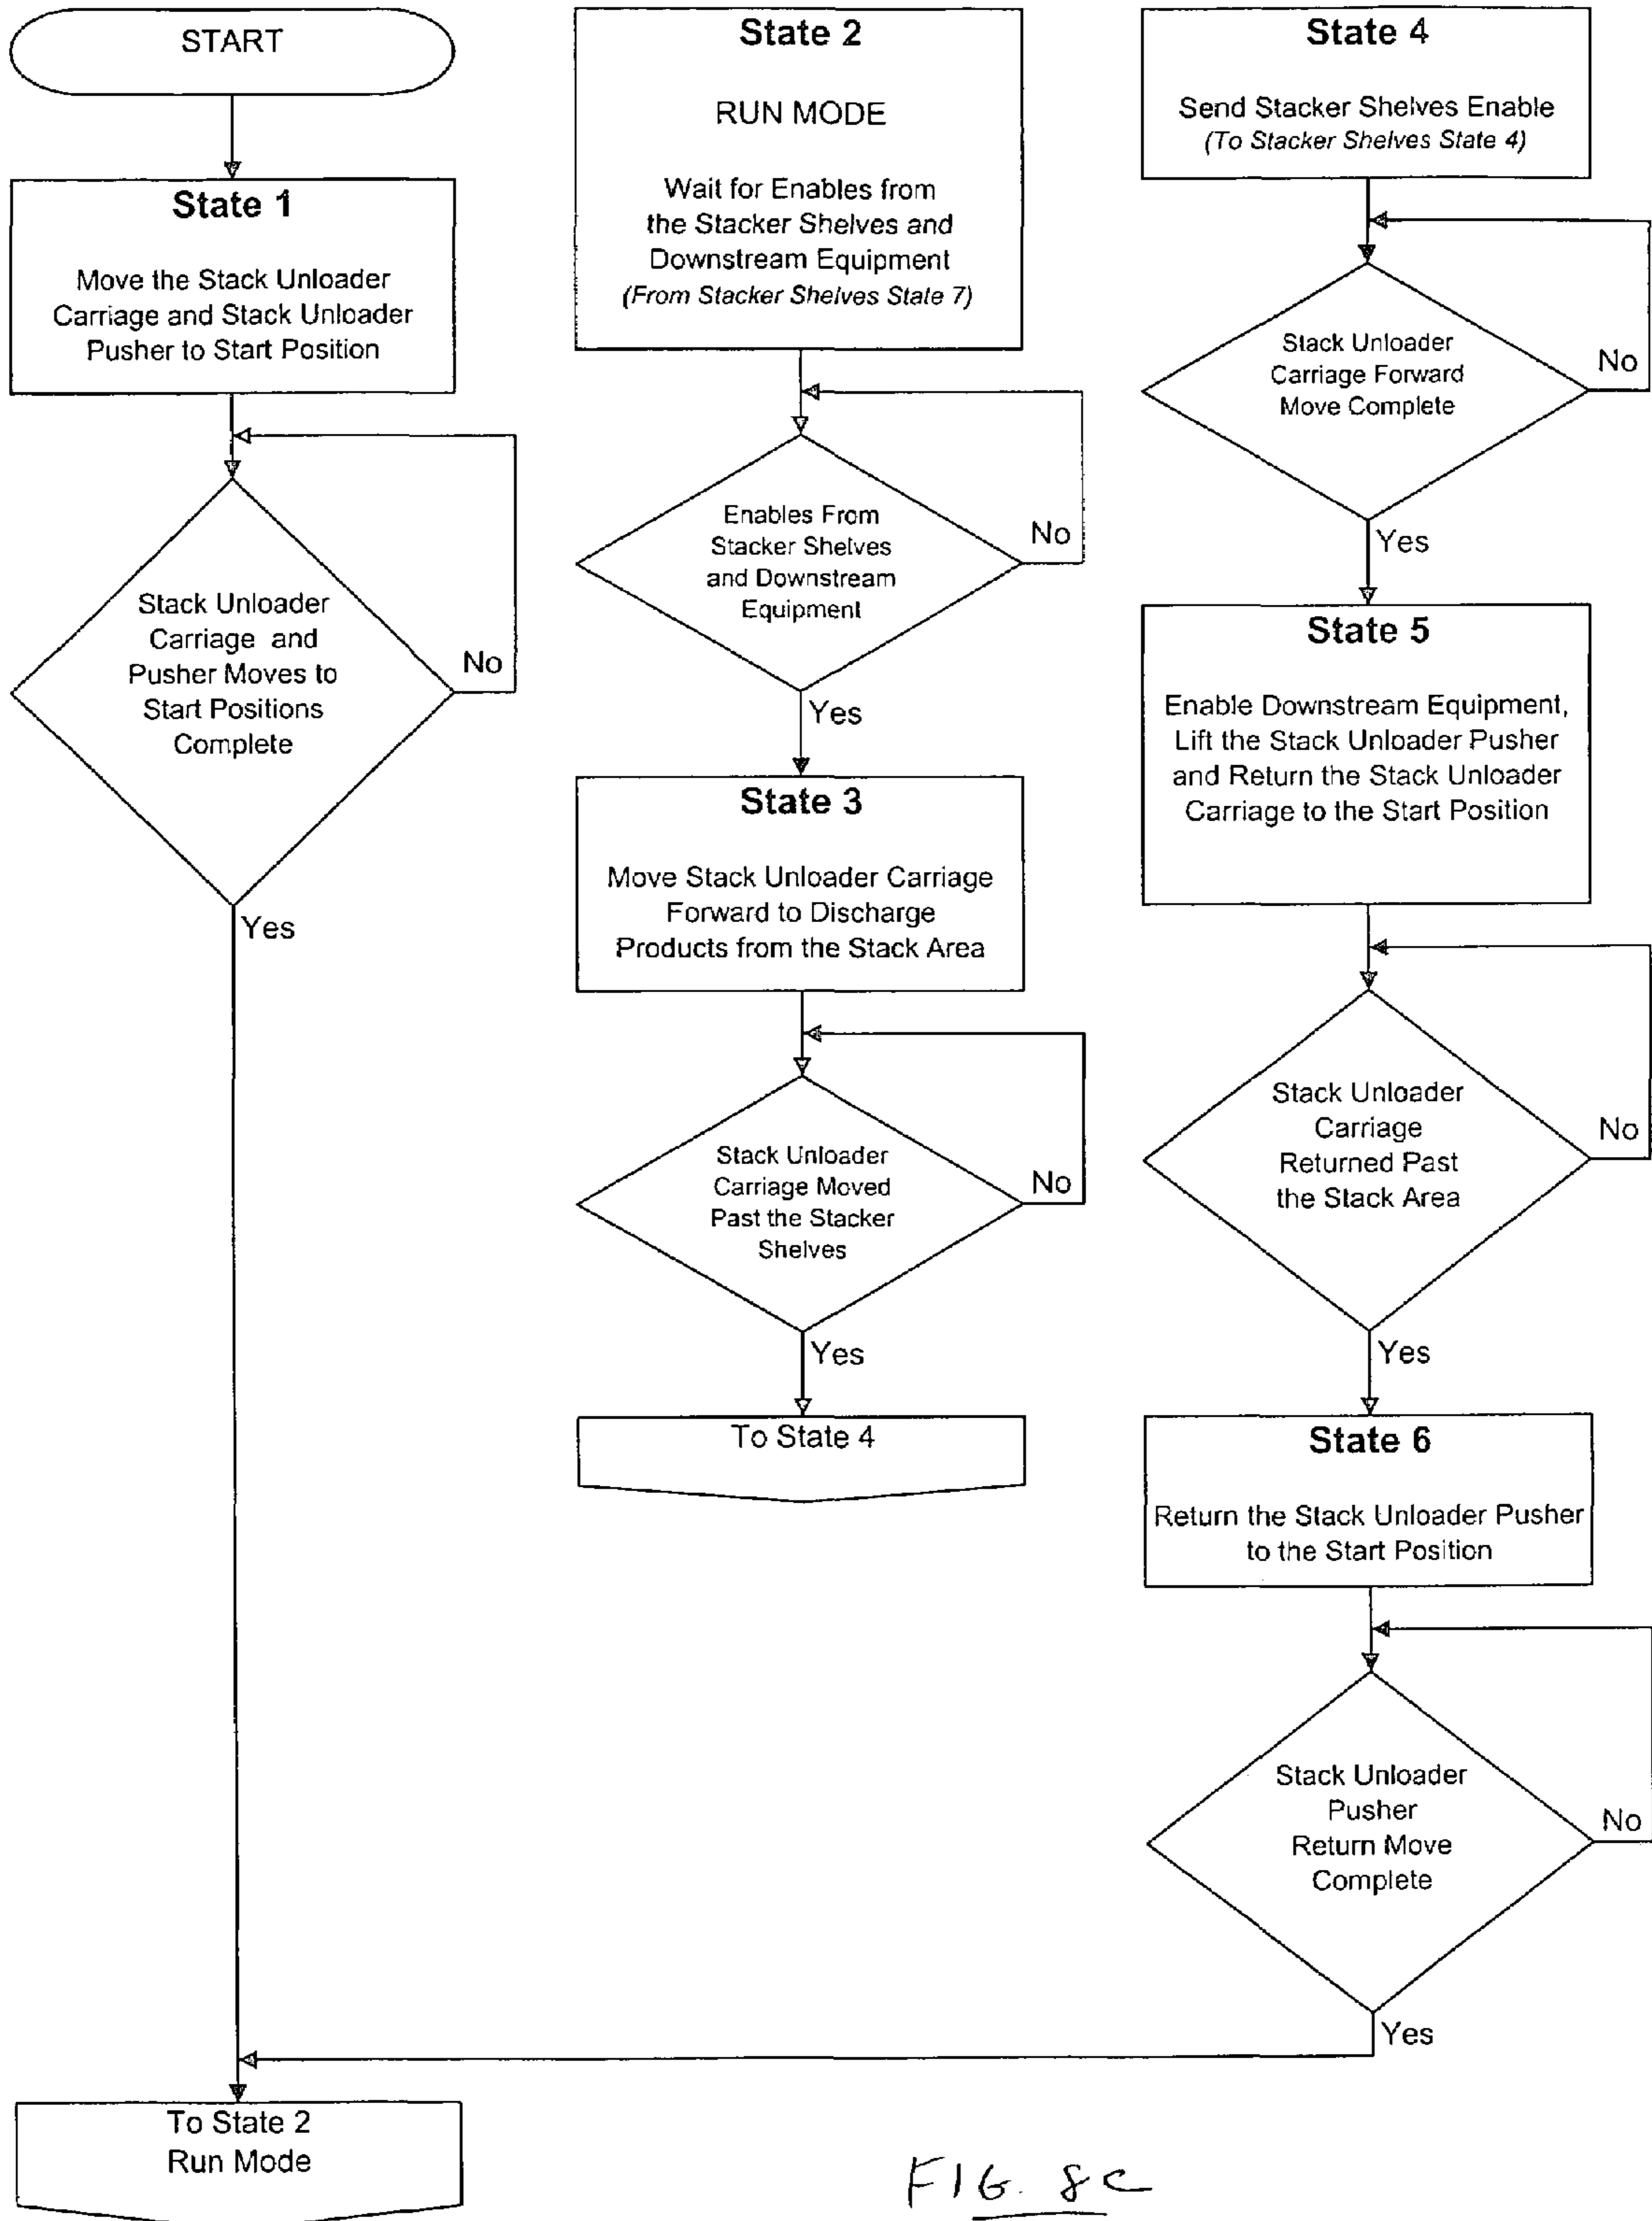 START
State 1
Move the Stack Unloader
Carriage and Stack Unloader
Pusher to Start Position
Stack Unloader
Carriage and
Pusher Moves to
Start Positions
Complete
No
Yes
To State 2
Run Mode
State 2
RUN MODE
Wait for Enables from
the Stacker Shelves and
Downstream Equipment
(From Stacker Shelves State 7)
Enables From
Stacker Shelves
and Downstream
Equipment
No
Yes
State 3
Move Stack Unloader Carriage
Forward to Discharge
Products from the Stack Area
Stack Unloader
Carriage Moved
Past the Stacker
Shelves
No
Yes
To State 4
State 4
Send Stacker Shelves Enable
(To Stacker Shelves State 4)
Stack Unloader
Carriage Forward
Move Complete
No
Yes
State 5
Enable Downstream Equipment,
Lift the Stack Unloader Pusher
and Return the Stack Unloader
Carriage to the Start Position
Stack Unloader
Carriage
Returned Past
the Stack Area
No
Yes
State 6
Return the Stack Unloader Pusher
to the Start Position
Stack Unloader
Pusher
Return Move
Complete
No
Yes
FIG. 8C